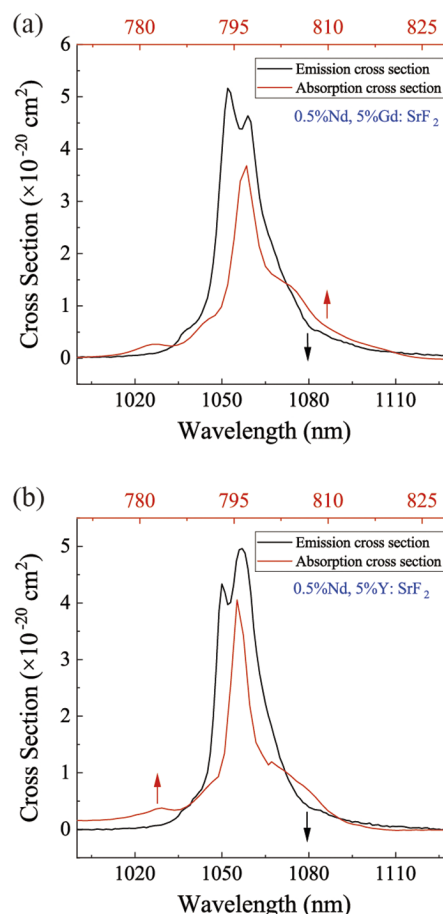 (a)
780 795 810 825
6
5
4
3
2
1
0
Cross Section (×10⁻²⁰ cm²)
Emission cross section
Absorption cross section
0.5%Nd, 5%Gd: SrF₂
1020 1050 1080 1110
Wavelength (nm)
(b)
780 795 810 825
5
4
3
2
1
0
Cross Section (×10⁻²⁰ cm²)
Emission cross section
Absorption cross section
0.5%Nd, 5%Y: SrF₂
1020 1050 1080 1110
Wavelength (nm)